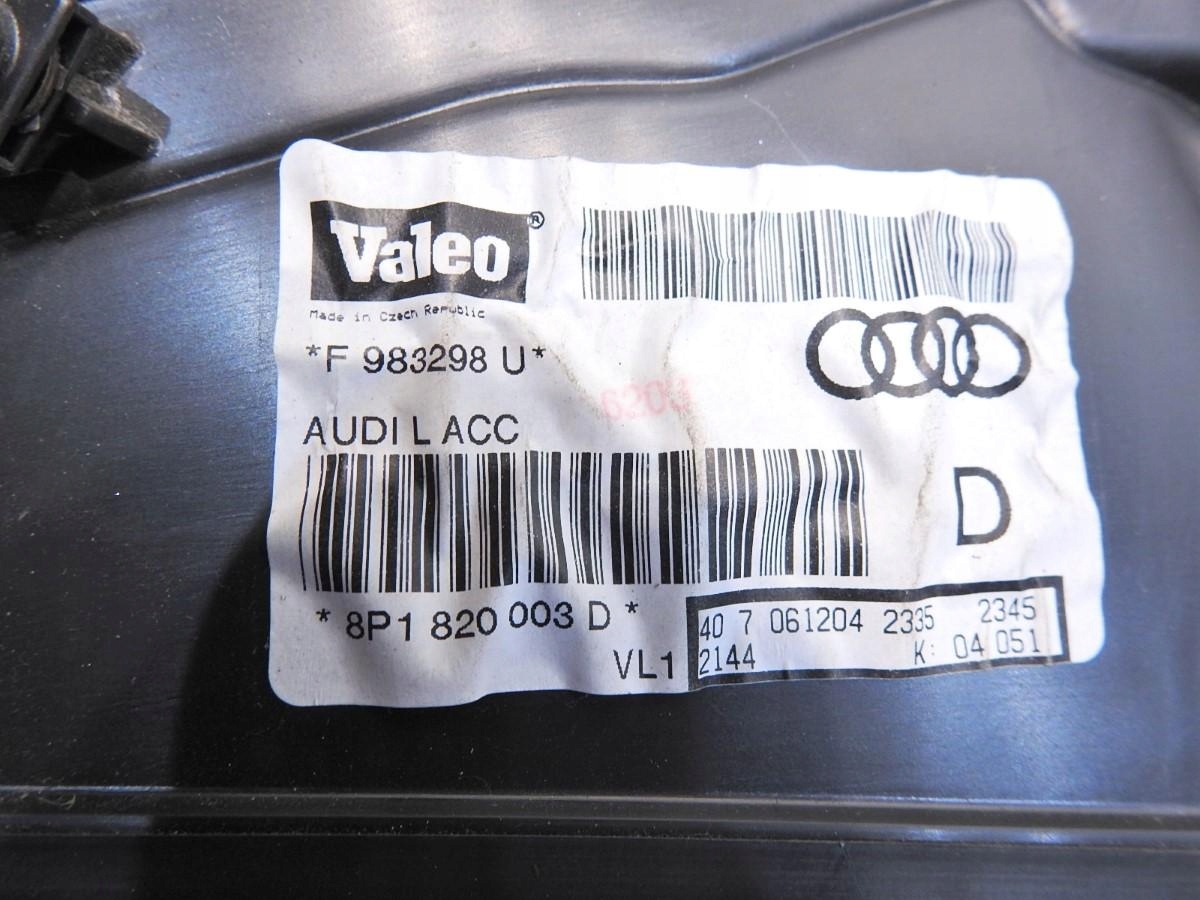 Valeo®
Made in Czech Republic
*F 983298 U*
AUDI L ACC
D
* 8P1 820 003 D *
VL1
40 7 061204 2335 2345
2144 K: 04 051